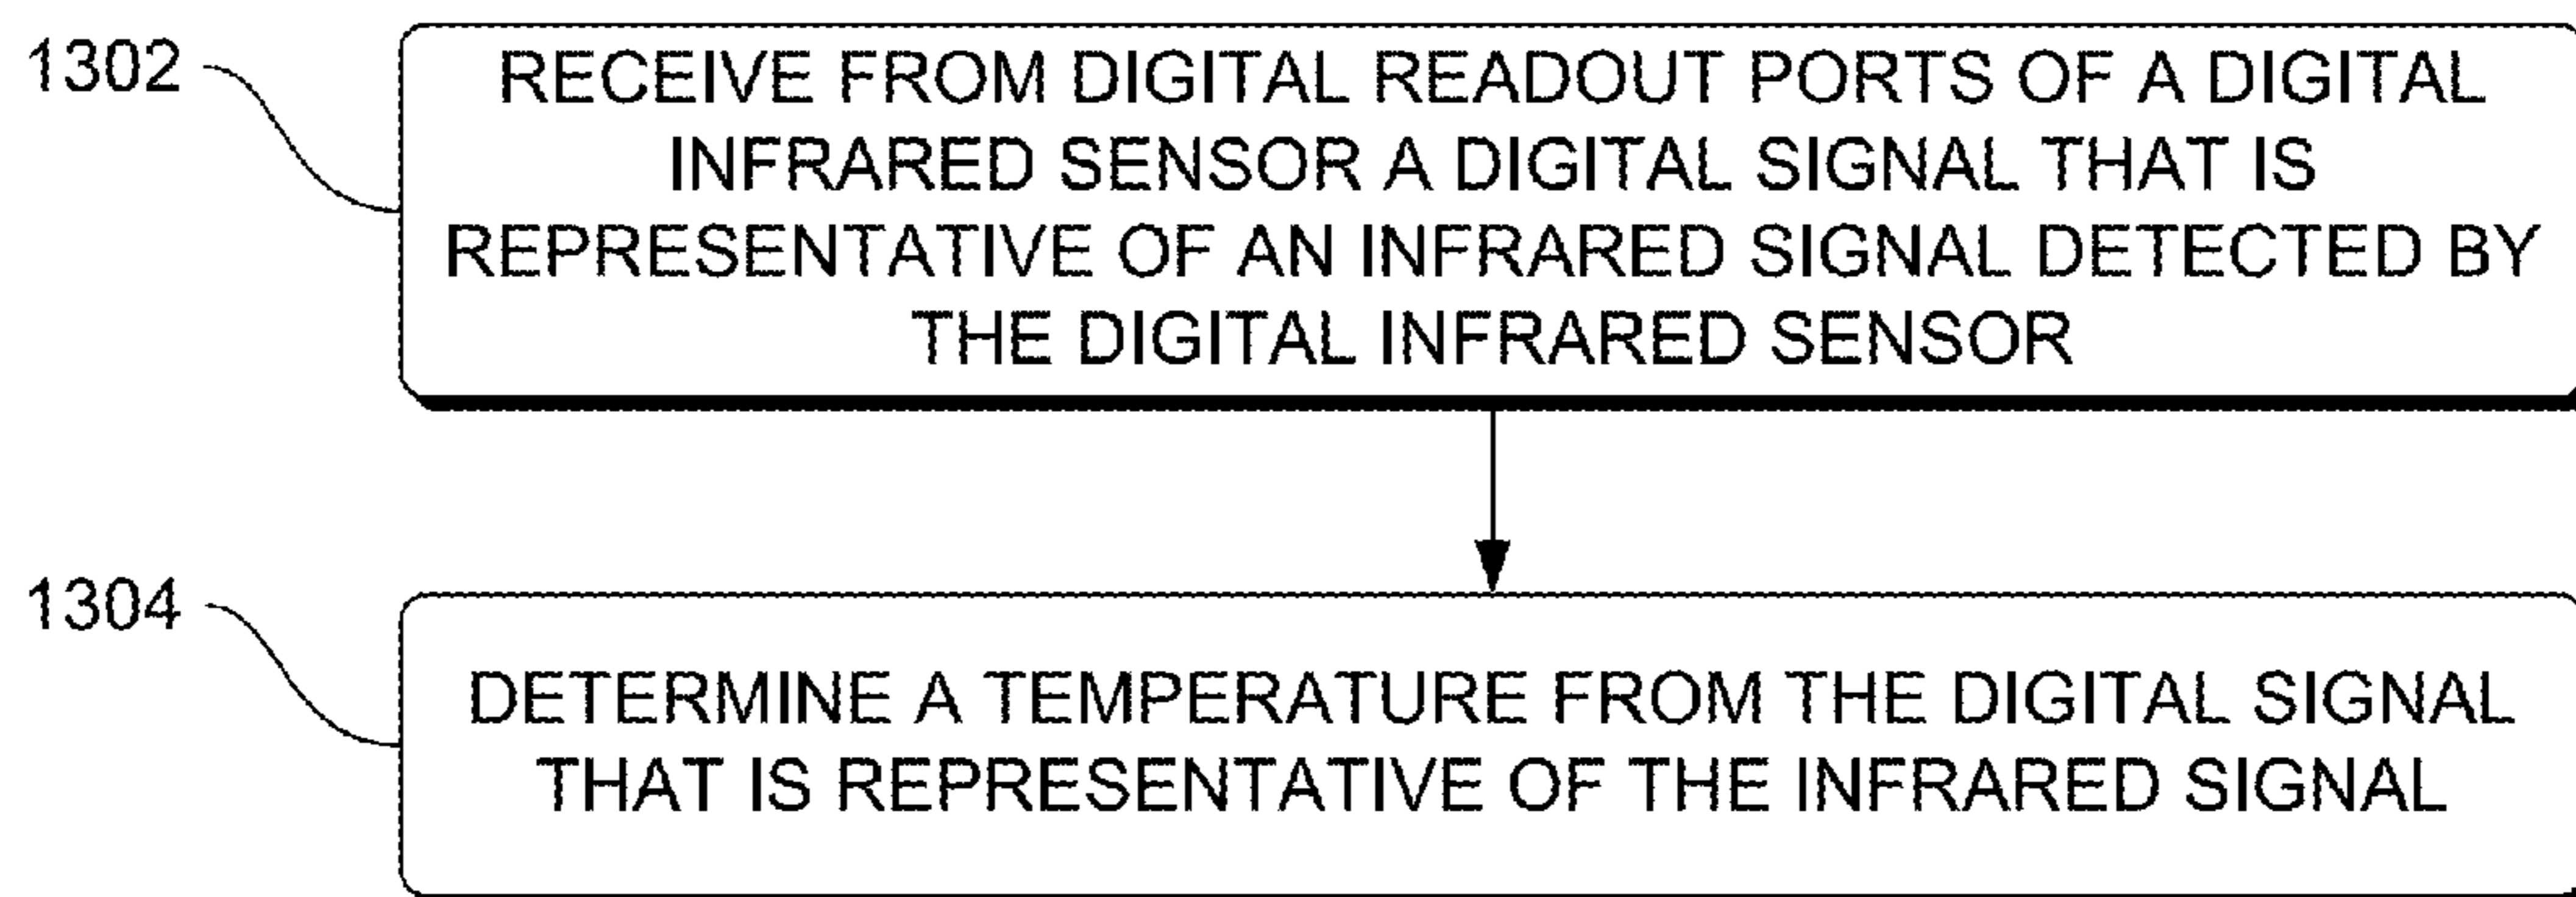 1302
RECEIVE FROM DIGITAL READOUT PORTS OF A DIGITAL
INFRARED SENSOR A DIGITAL SIGNAL THAT IS
REPRESENTATIVE OF AN INFRARED SIGNAL DETECTED BY
THE DIGITAL INFRARED SENSOR
1304
DETERMINE A TEMPERATURE FROM THE DIGITAL SIGNAL
THAT IS REPRESENTATIVE OF THE INFRARED SIGNAL